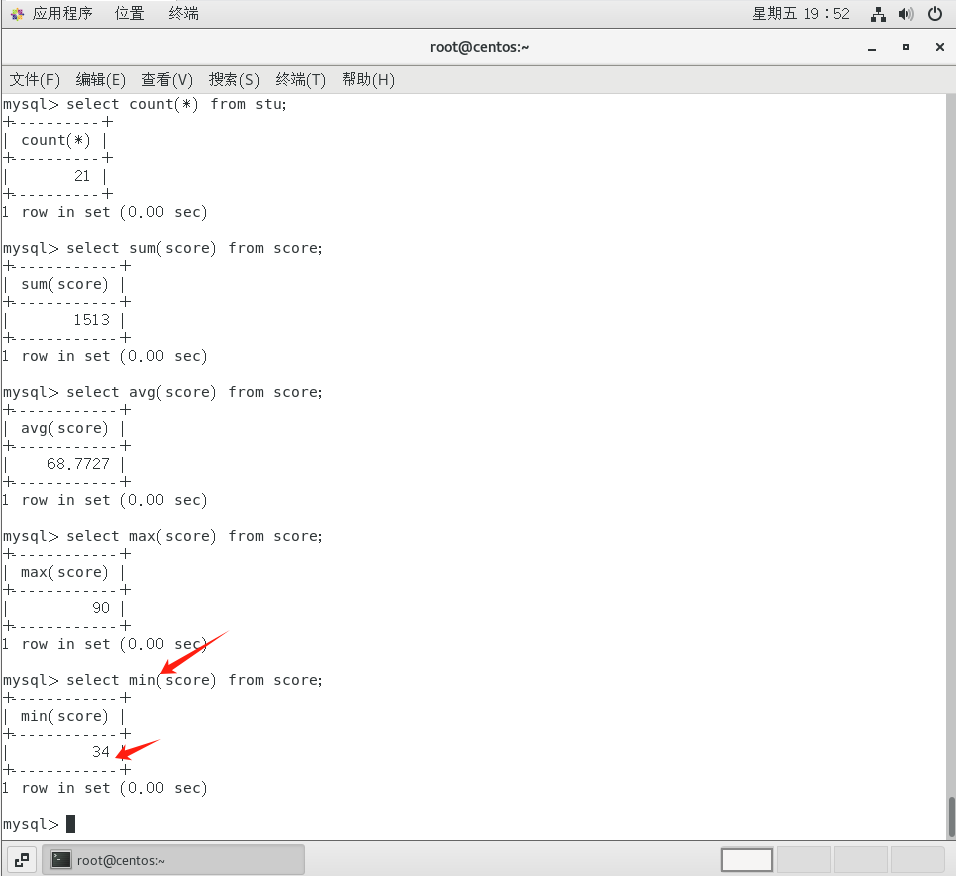 应用程序 位置 终端 星期五 19：52
root@centos:~
文件(F) 编辑(E) 查看(V) 搜索(S) 终端(T) 帮助(H)
mysql> select count(*) from stu;
+----------+
| count(*) |
+----------+
|       21 |
+----------+
1 row in set (0.00 sec)
mysql> select sum(score) from score;
+------------+
| sum(score) |
+------------+
|       1513 |
+------------+
1 row in set (0.00 sec)
mysql> select avg(score) from score;
+------------+
| avg(score) |
+------------+
|    68.7727 |
+------------+
1 row in set (0.00 sec)
mysql> select max(score) from score;
+------------+
| max(score) |
+------------+
|         90 |
+------------+
1 row in set (0.00 sec)
mysql> select min(score) from score;
+------------+
| min(score) |
+------------+
|         34 |
+------------+
1 row in set (0.00 sec)
mysql>
root@centos:~